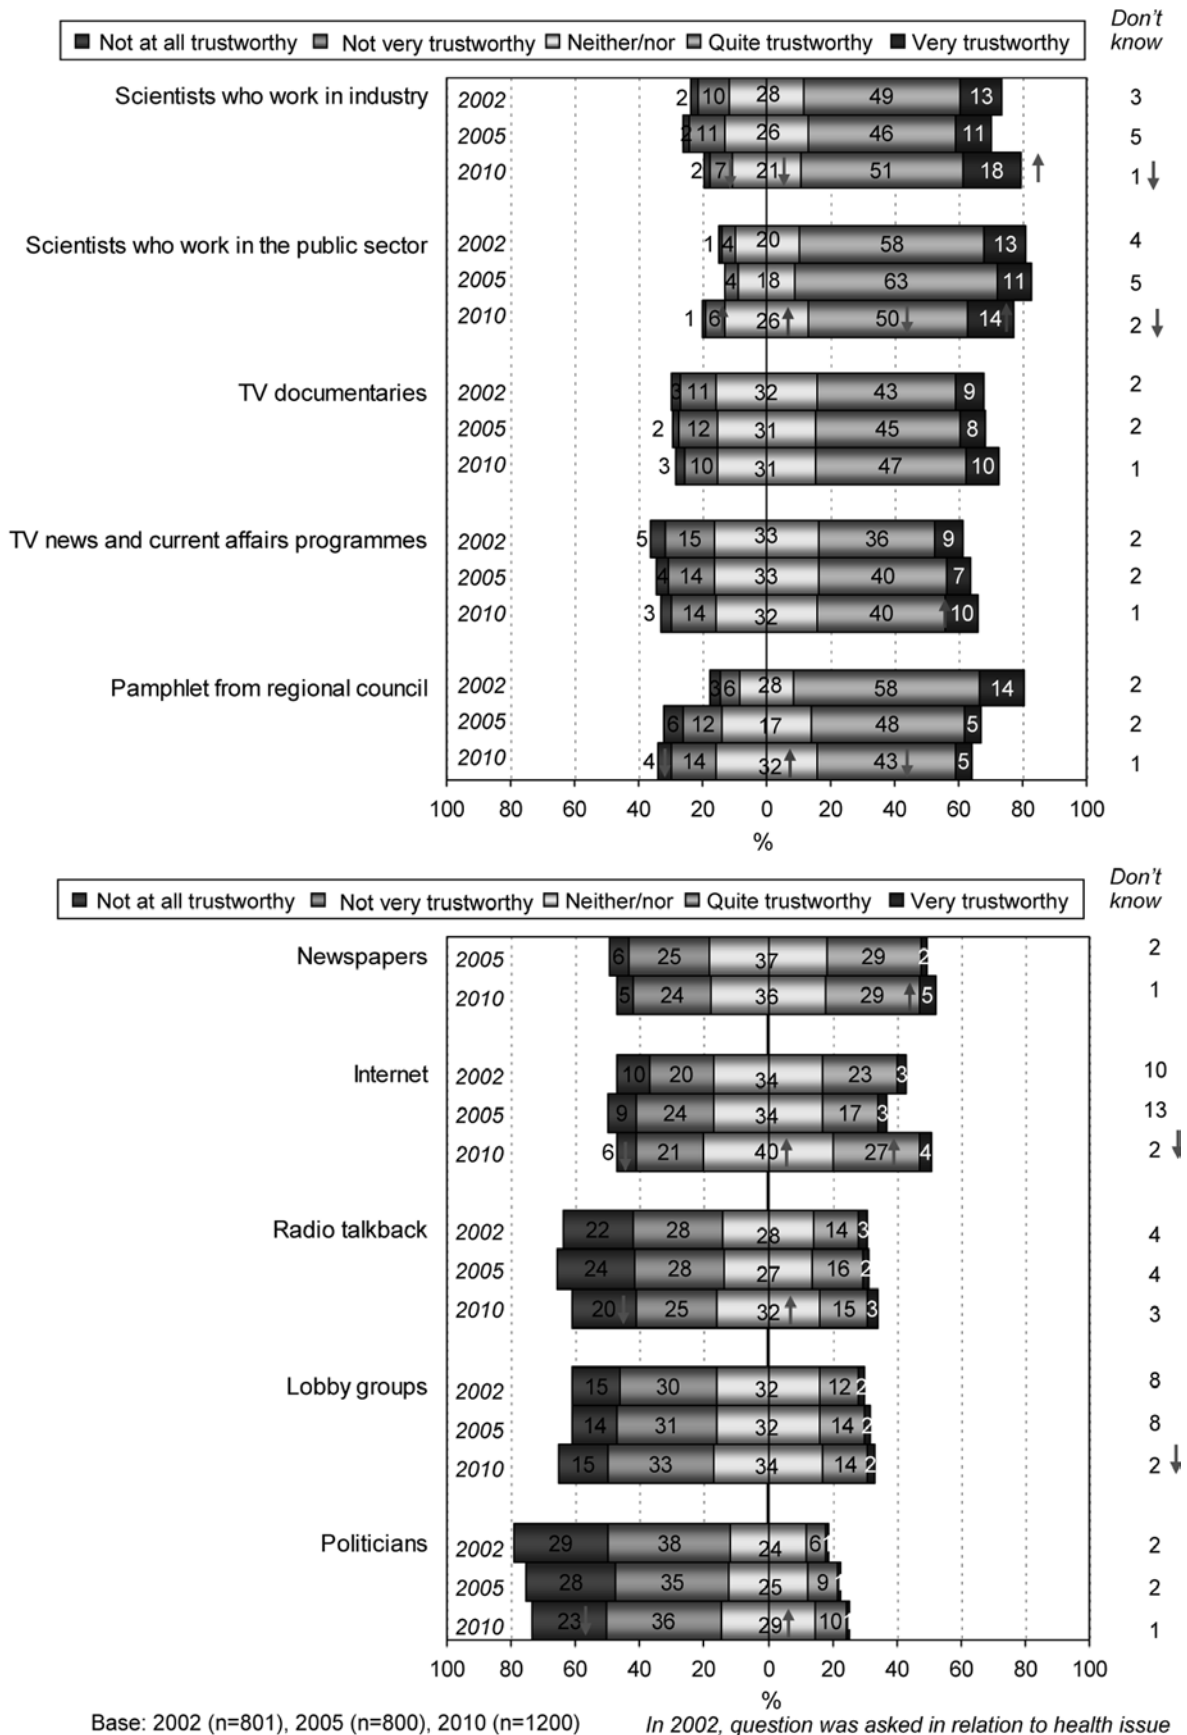 Don't
know
Not at all trustworthy Not very trustworthy Neither/nor Quite trustworthy Very trustworthy
Scientists who work in industry 2002 2 10 28 49 13 3
2005 2 11 26 46 11 5
2010 2 7 21 51 18 1
Scientists who work in the public sector 2002 1 4 20 58 13 4
2005 4 18 63 11 5
2010 1 6 26 50 14 2
TV documentaries 2002 3 11 32 43 9 2
2005 2 12 31 45 8 2
2010 3 10 31 47 10 1
TV news and current affairs programmes 2002 5 15 33 36 9 2
2005 4 14 33 40 7 2
2010 3 14 32 40 10 1
Pamphlet from regional council 2002 3 6 28 58 14 2
2005 6 12 17 48 5 2
2010 4 14 32 43 5 1
100 80 60 40 20 0 20 40 60 80 100
%
Don't
know
Not at all trustworthy Not very trustworthy Neither/nor Quite trustworthy Very trustworthy
Newspapers 2005 6 25 37 29 2 2
2010 5 24 36 29 5 1
Internet 2002 10 20 34 23 3 10
2005 9 24 34 17 3 13
2010 6 21 40 27 4 2
Radio talkback 2002 22 28 28 14 3 4
2005 24 28 27 16 2 4
2010 20 25 32 15 3 3
Lobby groups 2002 15 30 32 12 2 8
2005 14 31 32 14 2 8
2010 15 33 34 14 2 2
Politicians 2002 29 38 24 6 1 2
2005 28 35 25 9 1 2
2010 23 36 29 10 1 1
100 80 60 40 20 0 20 40 60 80 100
%
Base: 2002 (n=801), 2005 (n=800), 2010 (n=1200) In 2002, question was asked in relation to health issue